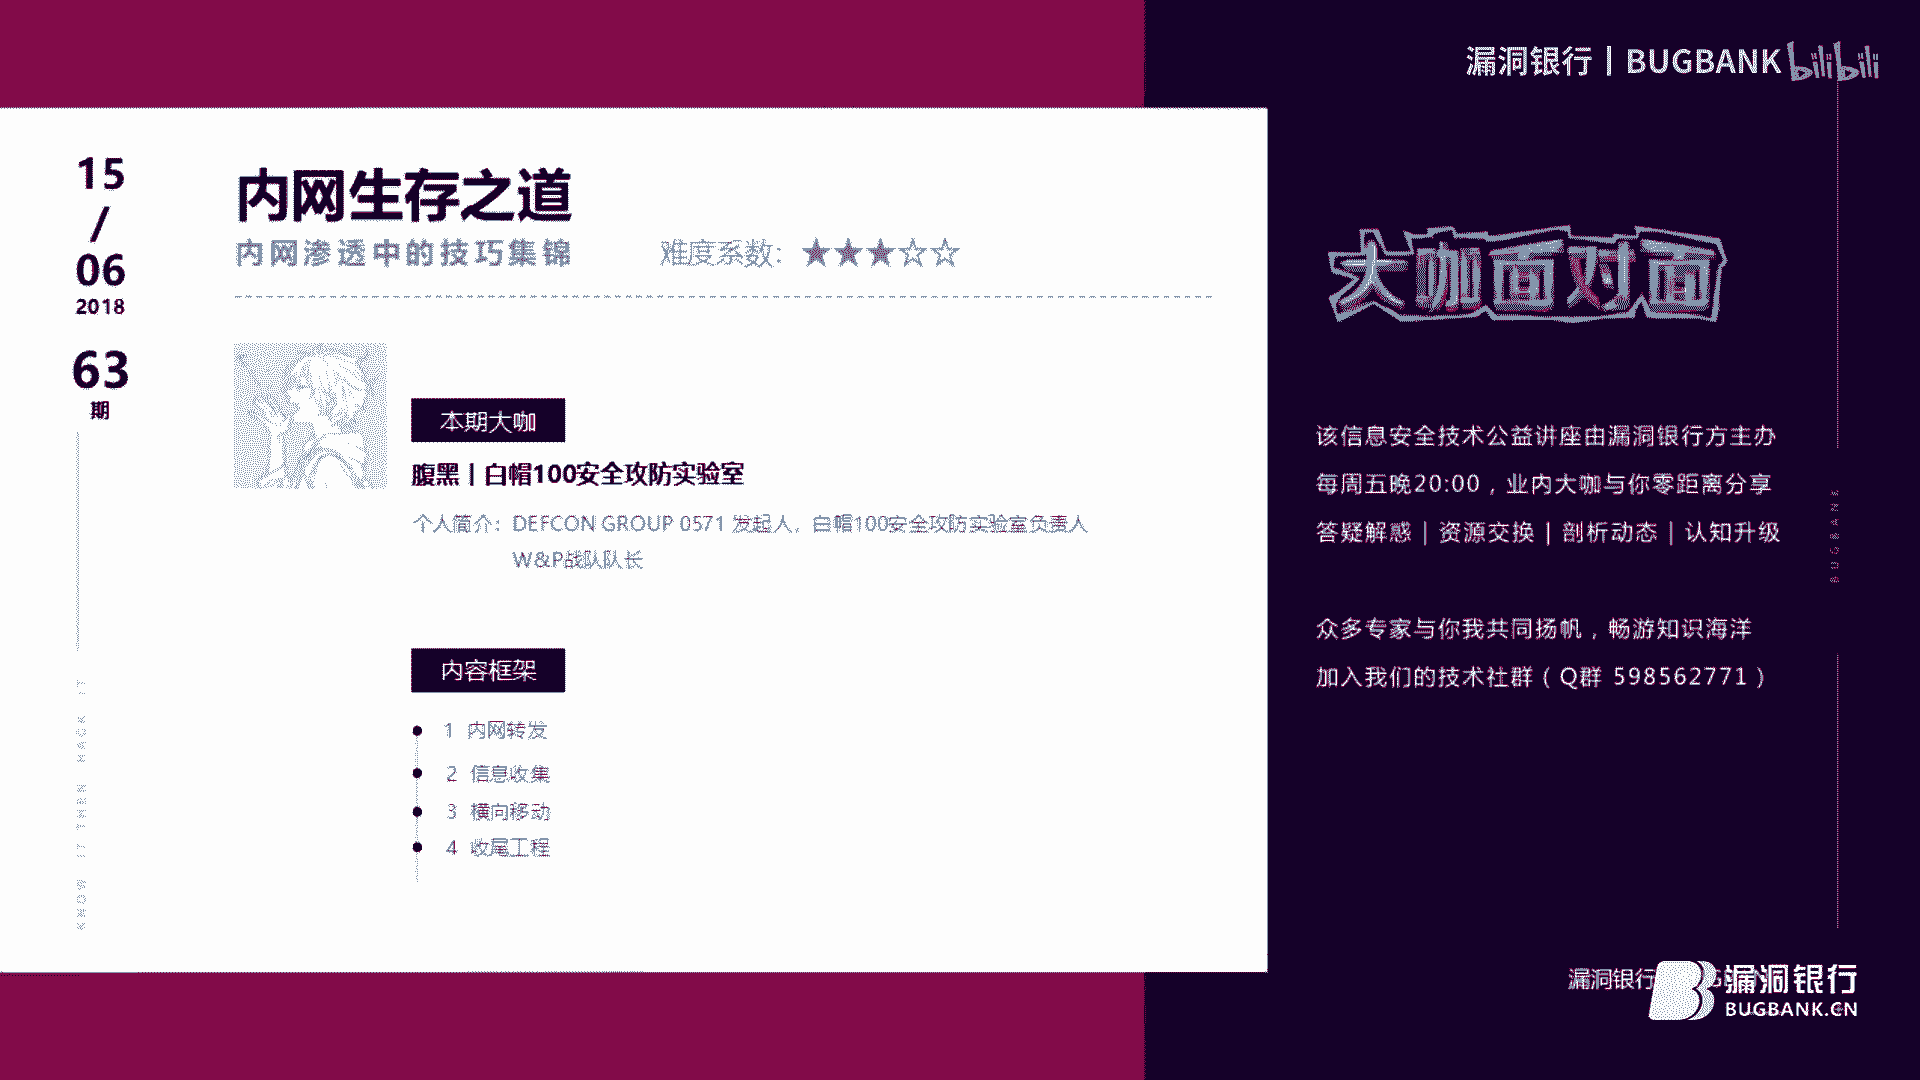 漏洞银行 | BUGBANK bilibili
15
/
06
2018
63
期
内网生存之道
内网渗透中的技巧集锦 难度系数: ★★★☆☆
本期大咖
腹黑 | 白帽100安全攻防实验室
个人简介: DEFCON GROUP 0571 发起人, 白帽100安全攻防实验室负责人
W&P战队队长
内容框架
1 内网转发
2 信息收集
3 横向移动
4 收尾工程
KNOW IT THEN HACK IT
大咖面对面
该信息安全技术公益讲座由漏洞银行方主办
每周五晚20:00，业内大咖与你零距离分享
答疑解惑 | 资源交换 | 剖析动态 | 认知升级
众多专家与你我共同扬帆，畅游知识海洋
加入我们的技术社群（Q群 598562771）
BUGBANK
漏洞银行
漏洞银行
BUGBANK.CN